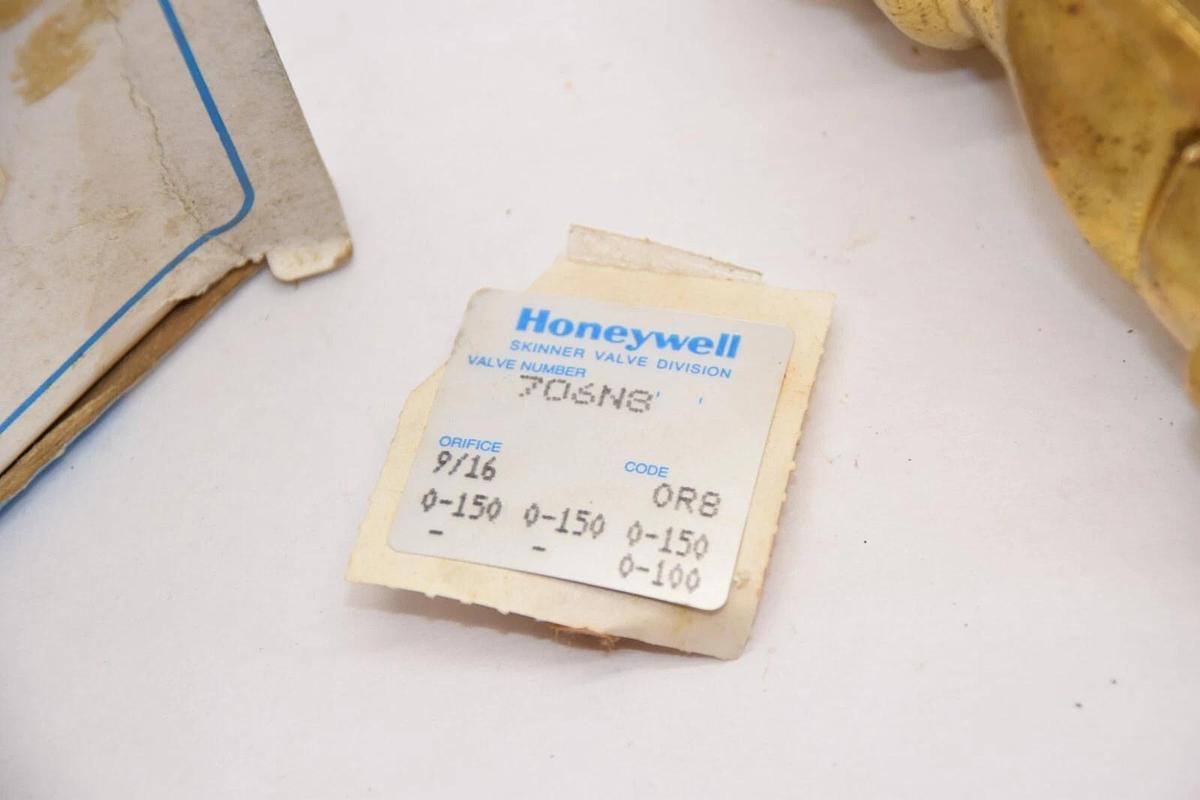 Honeywell
SKINNER VALVE DIVISION
VALVE NUMBER
706N8
ORIFICE
9/16
CODE
0R8
0-150 0-150 0-150
- - 0-100